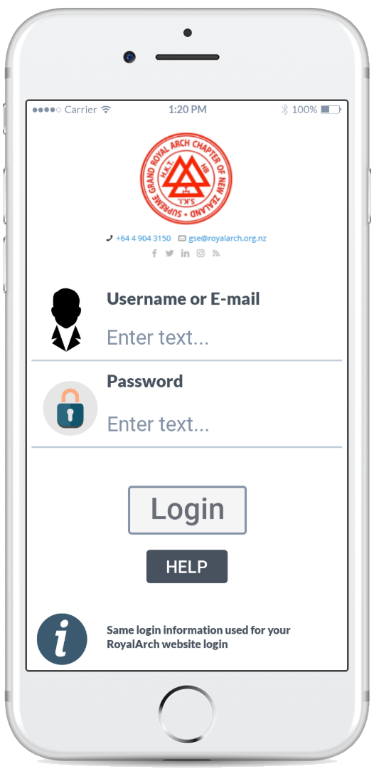 Carrier 1:20 PM 100%
SUPREME GRAND ROYAL ARCH CHAPTER OF NEW ZEALAND
H.K.T. HB S.K.T.
+64 4 904 3150 gse@royalarch.org.nz
Username or E-mail
Enter text...
Password
Enter text...
Login
HELP
i
Same login information used for your
RoyalArch website login